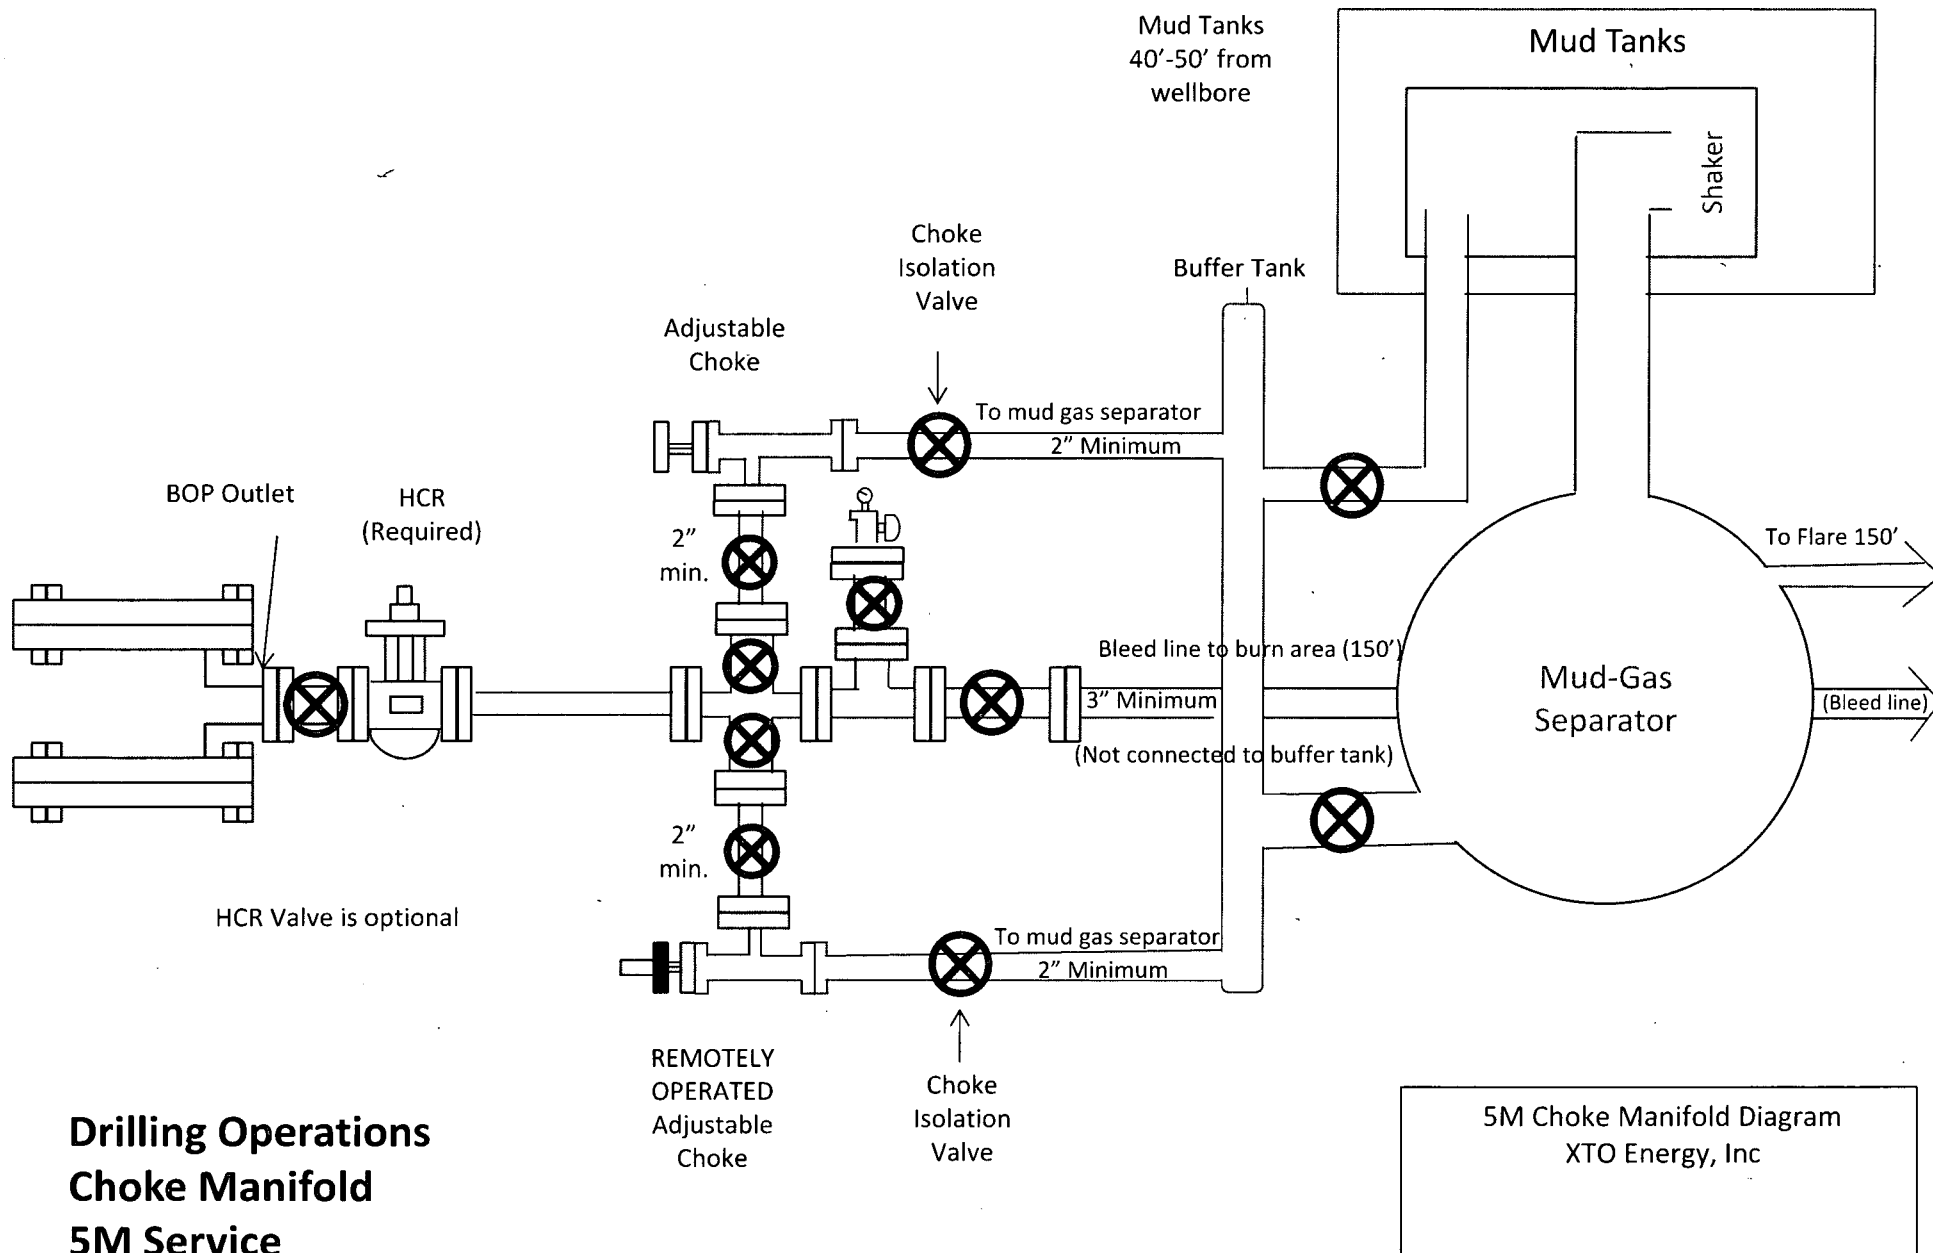 Mud Tanks
40'-50' from
wellbore
Mud Tanks
Shaker
Choke
Isolation
Valve
Buffer Tank
Adjustable
Choke
To mud gas separator
2" Minimum
BOP Outlet
HCR
(Required)
2"
min.
To Flare 150'
Bleed line to burn area (150')
3" Minimum
(Not connected to buffer tank)
Mud-Gas
Separator
(Bleed line)
2"
min.
HCR Valve is optional
To mud gas separator
2" Minimum
REMOTELY
OPERATED
Adjustable
Choke
Choke
Isolation
Valve
Drilling Operations
Choke Manifold
5M Service
5M Choke Manifold Diagram
XTO Energy, Inc